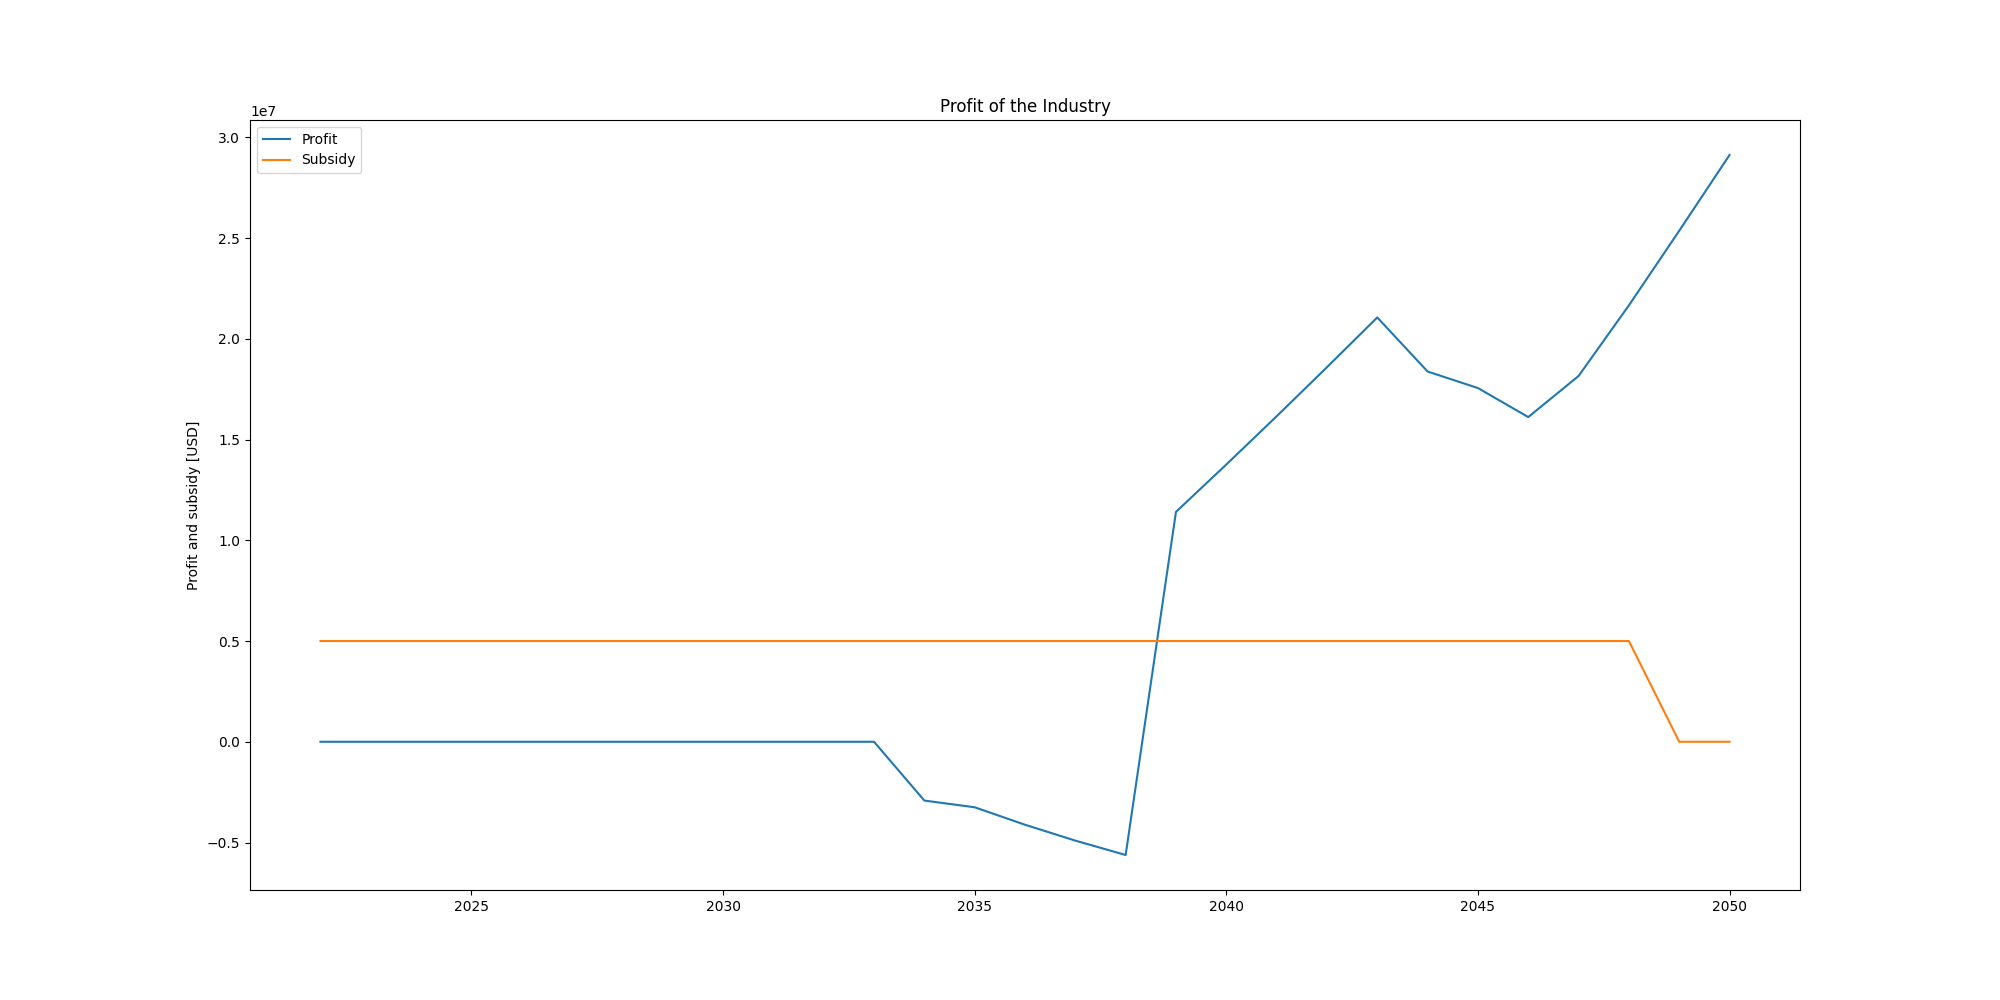 Profit of the Industry
1e7
Profit
Subsidy
3.0
2.5
2.0
1.5
1.0
0.5
0.0
−0.5
Profit and subsidy [USD]
2025 2030 2035 2040 2045 2050